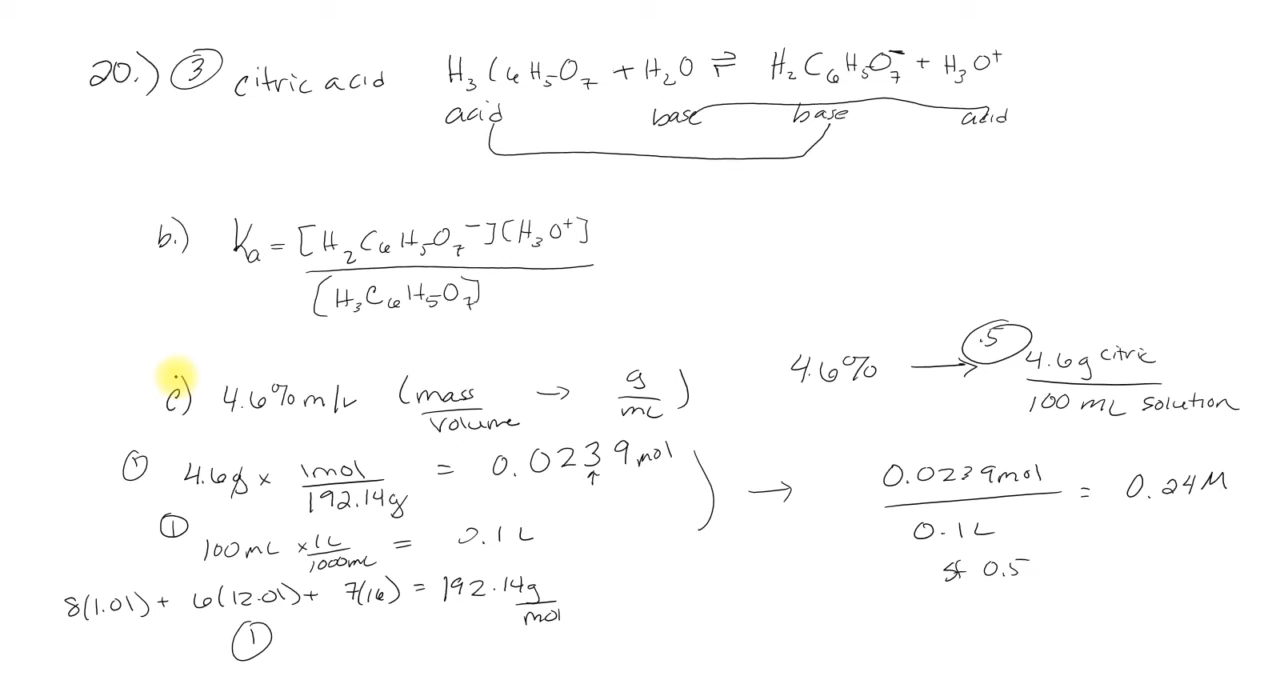 20.) ③ citric acid H₃C₆H₅O₇ + H₂O ⇌ H₂C₆H₅O₇⁻ + H₃O⁺
acid base base acid
b.) Ka = [H₂C₆H₅O₇⁻][H₃O⁺]
[H₃C₆H₅O₇]
c) 4.6% m/v (mass/volume → g/mL) 4.6% → .5 4.6g citric / 100 mL solution
① 4.6g × 1mol/192.14g = 0.0239mol → 0.0239mol / 0.1L = 0.24M
① 100mL × 1L/1000mL = 0.1L
sf 0.5
8(1.01) + 6(12.01) + 7(16) = 192.14g/mol
①